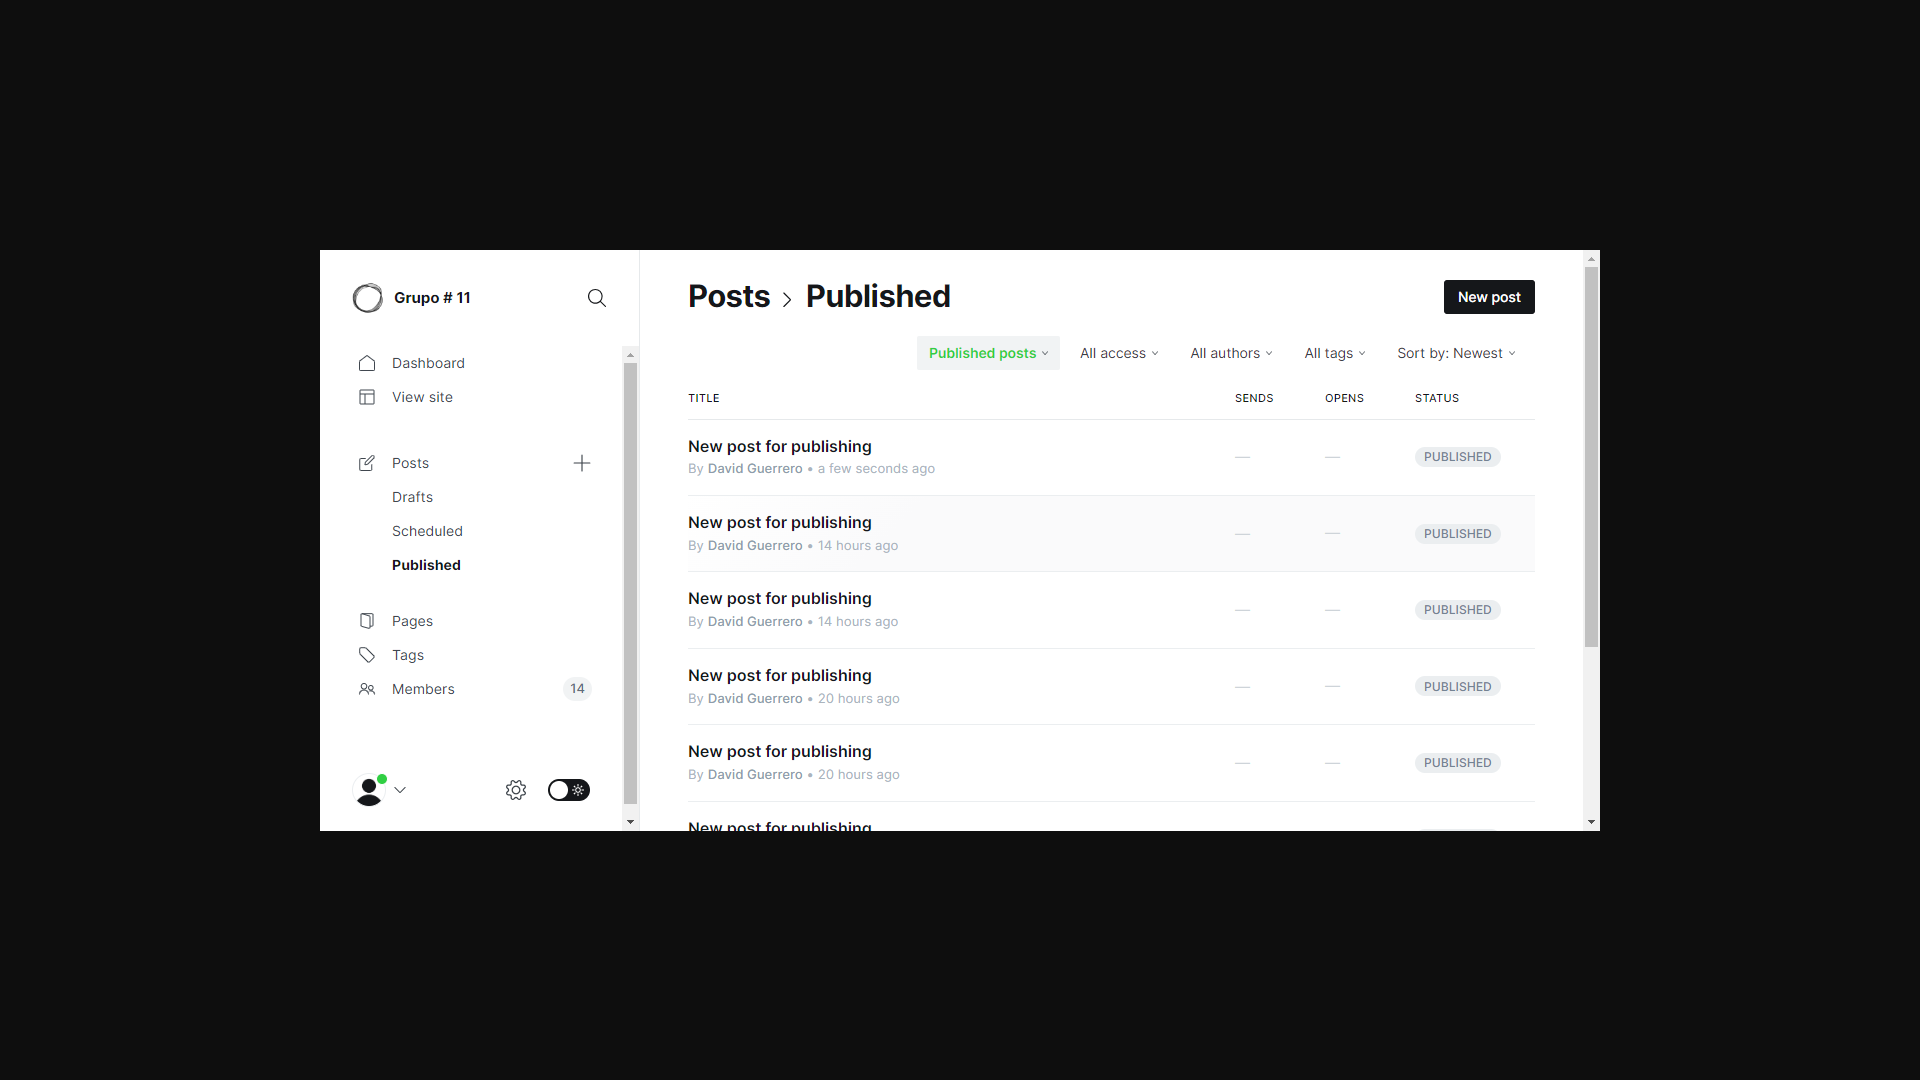 Grupo # 11
Dashboard
View site
Posts
Drafts
Scheduled
Published
Pages
Tags
Members 14
Posts > Published
New post
Published posts All access All authors All tags Sort by: Newest
TITLE SENDS OPENS STATUS
New post for publishing
By David Guerrero • a few seconds ago — — PUBLISHED
New post for publishing
By David Guerrero • 14 hours ago — — PUBLISHED
New post for publishing
By David Guerrero • 14 hours ago — — PUBLISHED
New post for publishing
By David Guerrero • 20 hours ago — — PUBLISHED
New post for publishing
By David Guerrero • 20 hours ago — — PUBLISHED
New post for publishing